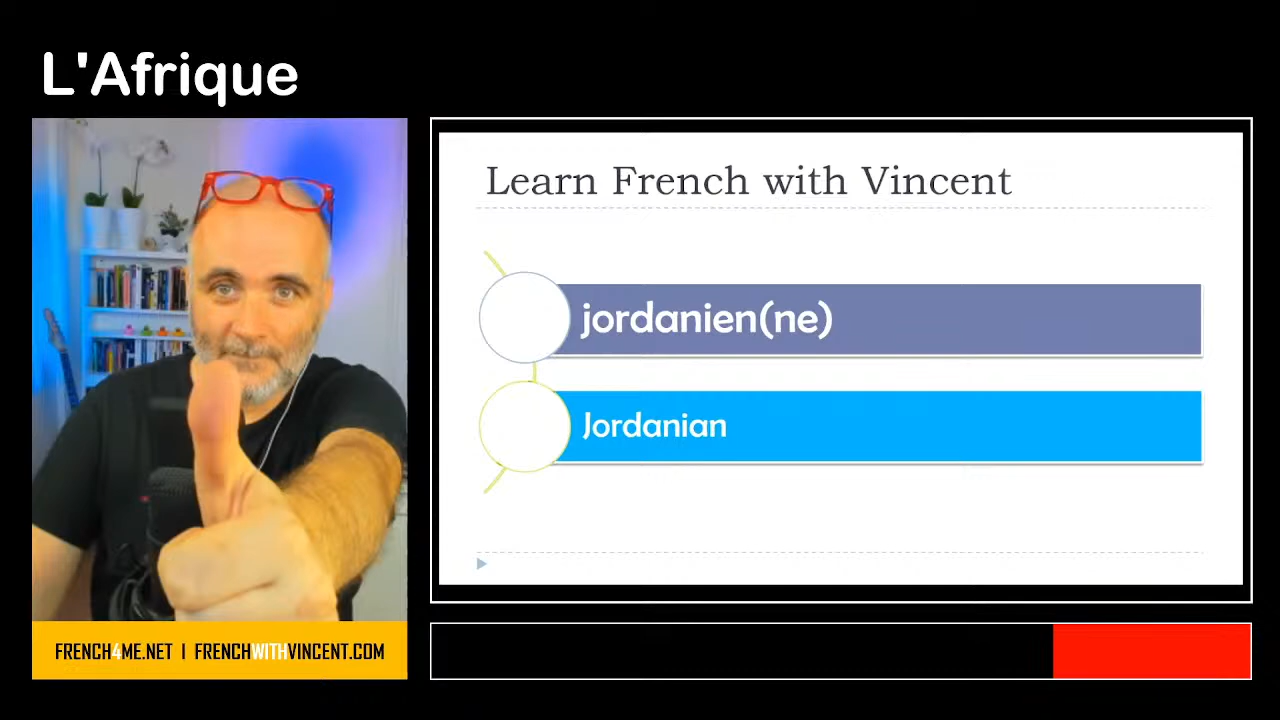 L'Afrique
Learn French with Vincent
jordanien(ne)
Jordanian
FRENCH4ME.NET | FRENCHWITHVINCENT.COM